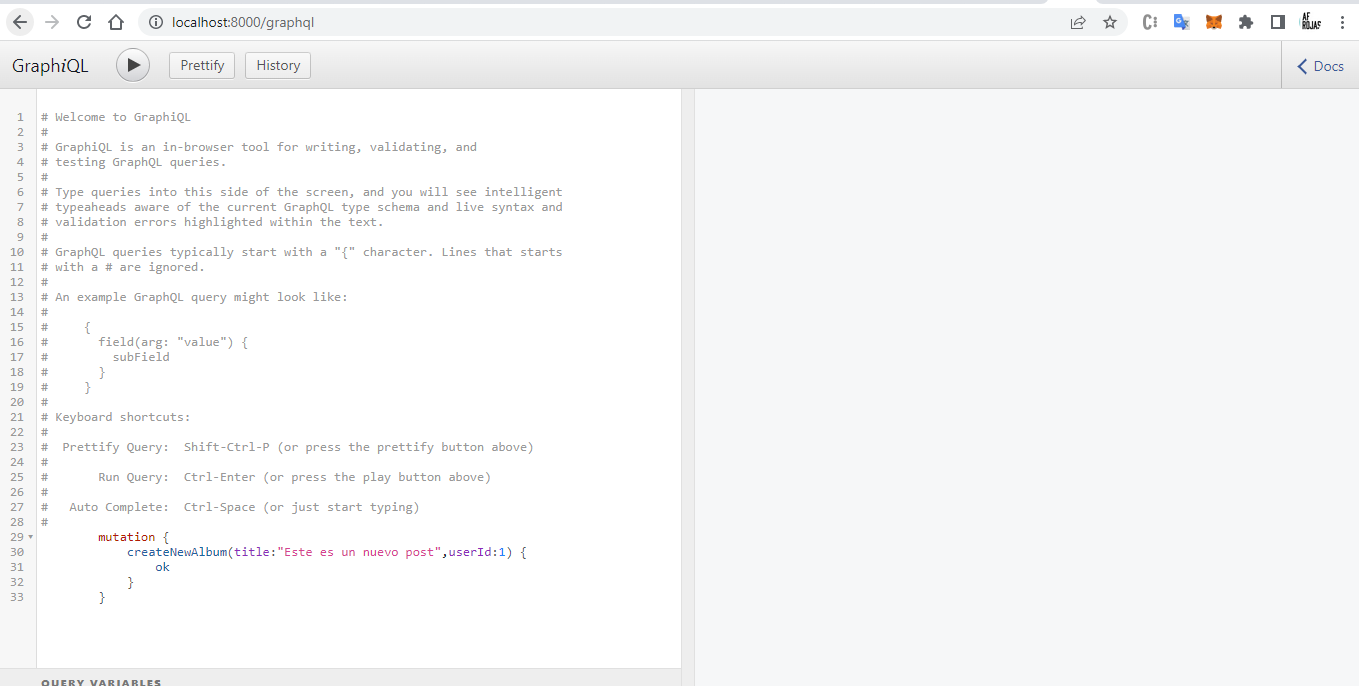 localhost:8000/graphql
AF ROJAS
GraphiQL Prettify History Docs
1 # Welcome to GraphiQL
2 #
3 # GraphiQL is an in-browser tool for writing, validating, and
4 # testing GraphQL queries.
5 #
6 # Type queries into this side of the screen, and you will see intelligent
7 # typeaheads aware of the current GraphQL type schema and live syntax and
8 # validation errors highlighted within the text.
9 #
10 # GraphQL queries typically start with a "{" character. Lines that starts
11 # with a # are ignored.
12 #
13 # An example GraphQL query might look like:
14 #
15 #     {
16 #       field(arg: "value") {
17 #         subField
18 #       }
19 #     }
20 #
21 # Keyboard shortcuts:
22 #
23 #  Prettify Query:  Shift-Ctrl-P (or press the prettify button above)
24 #
25 #       Run Query:  Ctrl-Enter (or press the play button above)
26 #
27 #   Auto Complete:  Ctrl-Space (or just start typing)
28 #
29         mutation {
30             createNewAlbum(title:"Este es un nuevo post",userId:1) {
31                 ok
32             }
33         }
QUERY VARIABLES